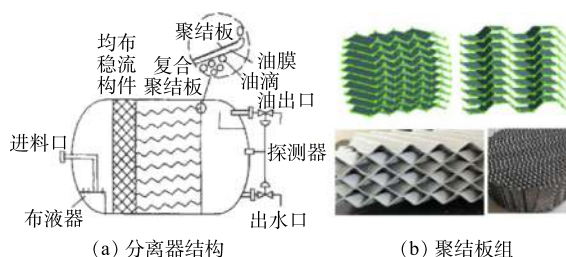 聚结板
均布
稳流
构件
复合
聚结板
油膜
油滴
油出口
进料口
探测器
布液器
出水口
(a) 分离器结构
(b) 聚结板组